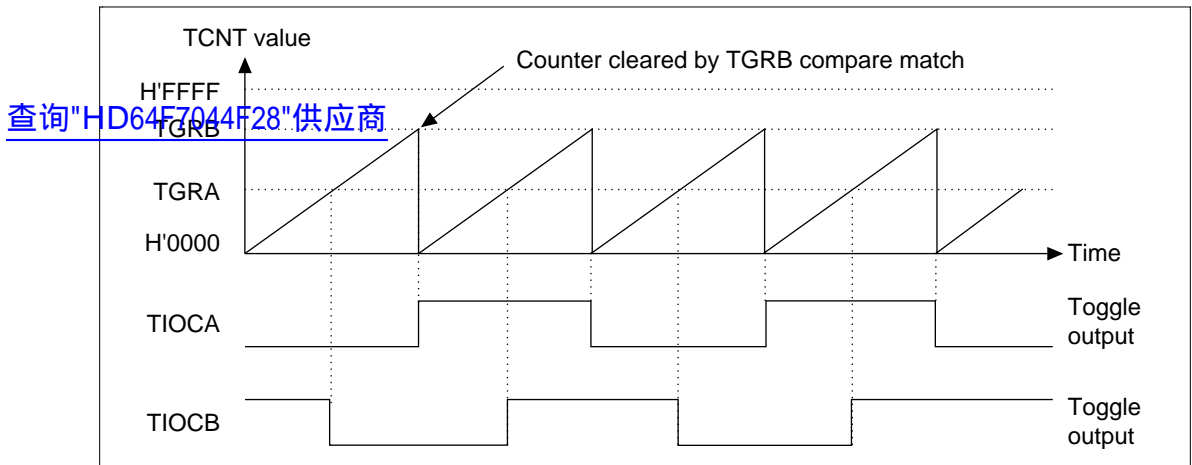 TCNT value
Counter cleared by TGRB compare match
H'FFFF
查询"HD64F7044F28"供应商
TGRB
TGRA
H'0000
Time
TIOCA
Toggle
output
TIOCB
Toggle
output